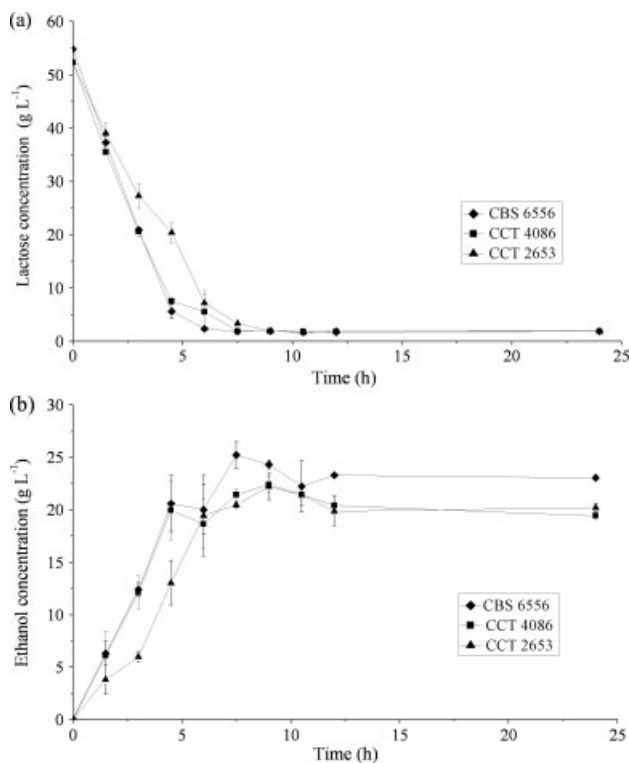 (a)
60
50
40
30
20
10
0
Lactose concentration (g L⁻¹)
CBS 6556
CCT 4086
CCT 2653
0 5 10 15 20 25
Time (h)
(b)
30
25
20
15
10
5
0
Ethanol concentration (g L⁻¹)
CBS 6556
CCT 4086
CCT 2653
0 5 10 15 20 25
Time (h)